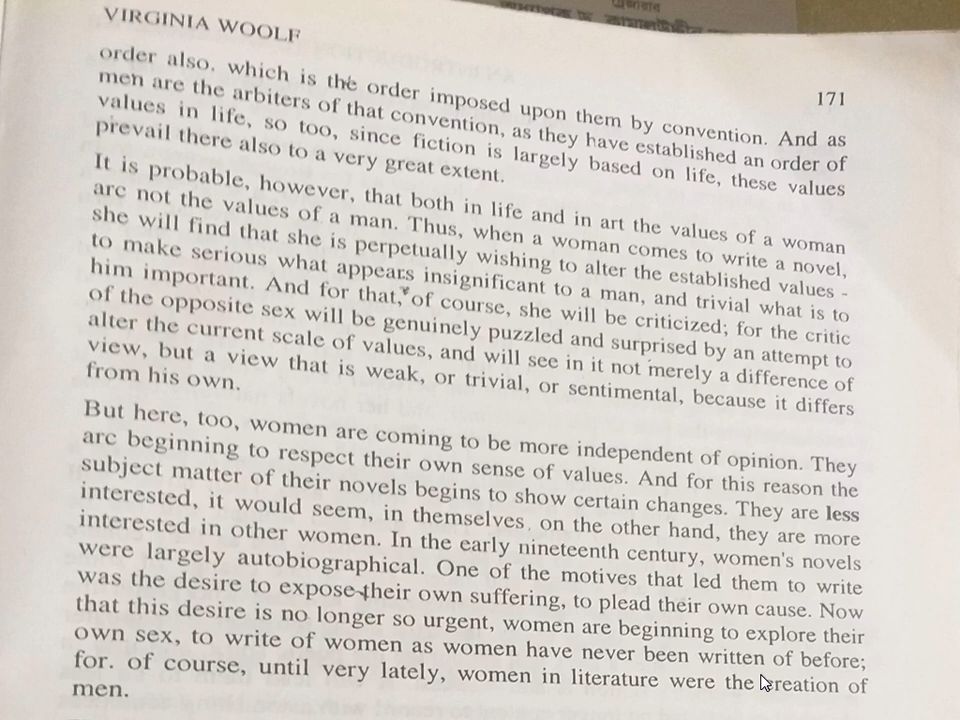 VIRGINIA WOOLF
171
order also, which is the order imposed upon them by convention. And as
men are the arbiters of that convention, as they have established an order of
values in life, so too, since fiction is largely based on life, these values
prevail there also to a very great extent.
It is probable, however, that both in life and in art the values of a woman
are not the values of a man. Thus, when a woman comes to write a novel,
she will find that she is perpetually wishing to alter the established values -
to make serious what appears insignificant to a man, and trivial what is to
him important. And for that, of course, she will be criticized; for the critic
of the opposite sex will be genuinely puzzled and surprised by an attempt to
alter the current scale of values, and will see in it not merely a difference of
view, but a view that is weak, or trivial, or sentimental, because it differs
from his own.
But here, too, women are coming to be more independent of opinion. They
are beginning to respect their own sense of values. And for this reason the
subject matter of their novels begins to show certain changes. They are less
interested, it would seem, in themselves, on the other hand, they are more
interested in other women. In the early nineteenth century, women's novels
were largely autobiographical. One of the motives that led them to write
was the desire to expose their own suffering, to plead their own cause. Now
that this desire is no longer so urgent, women are beginning to explore their
own sex, to write of women as women have never been written of before;
for. of course, until very lately, women in literature were the creation of
men.